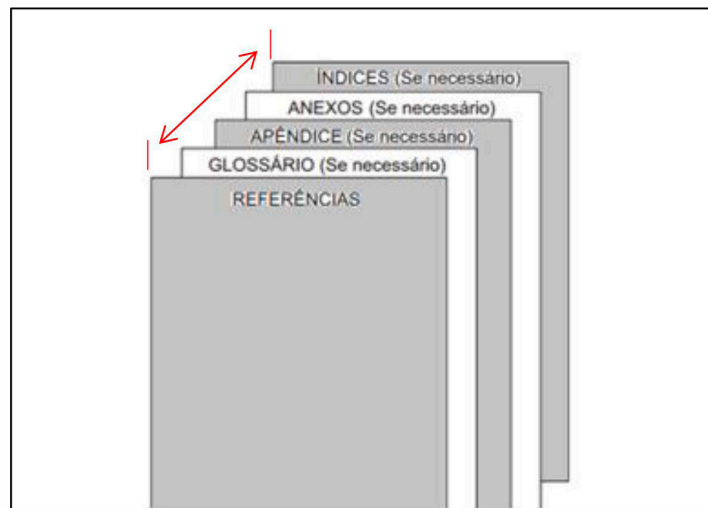 ÍNDICES (Se necessário)
ANEXOS (Se necessário)
APÊNDICE (Se necessário)
GLOSSÁRIO (Se necessário)
REFERÊNCIAS